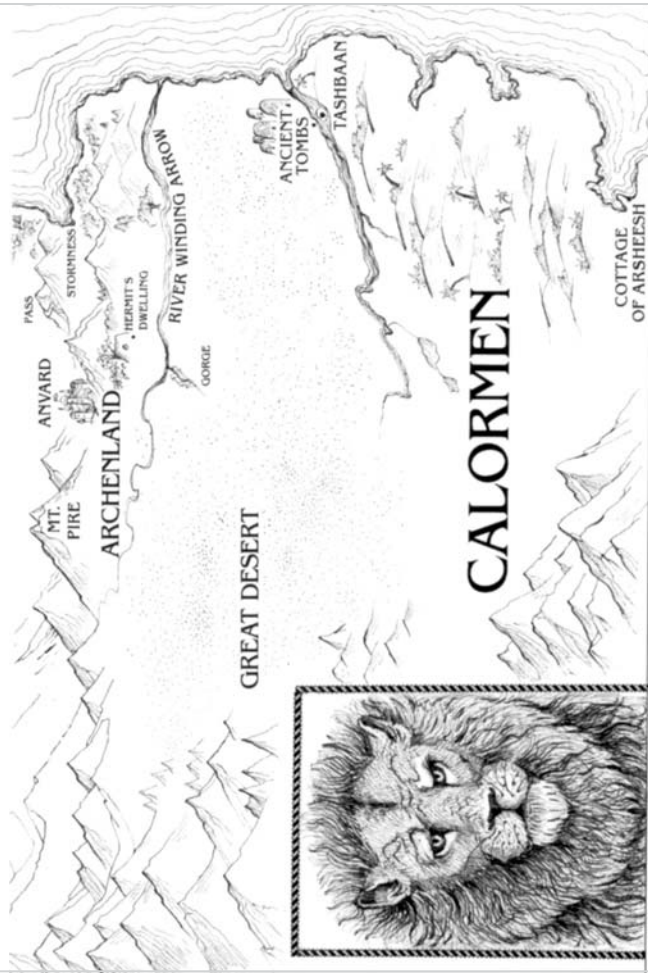 PASS
STORMNESS
ANVARD
HERMIT'S
DWELLING
MT.
PIRE
ARCHENLAND
RIVER WINDING ARROW
GORGE
GREAT DESERT
ANCIENT
TOMBS
TASHBAAN
CALORMEN
COTTAGE
OF ARSHEESH